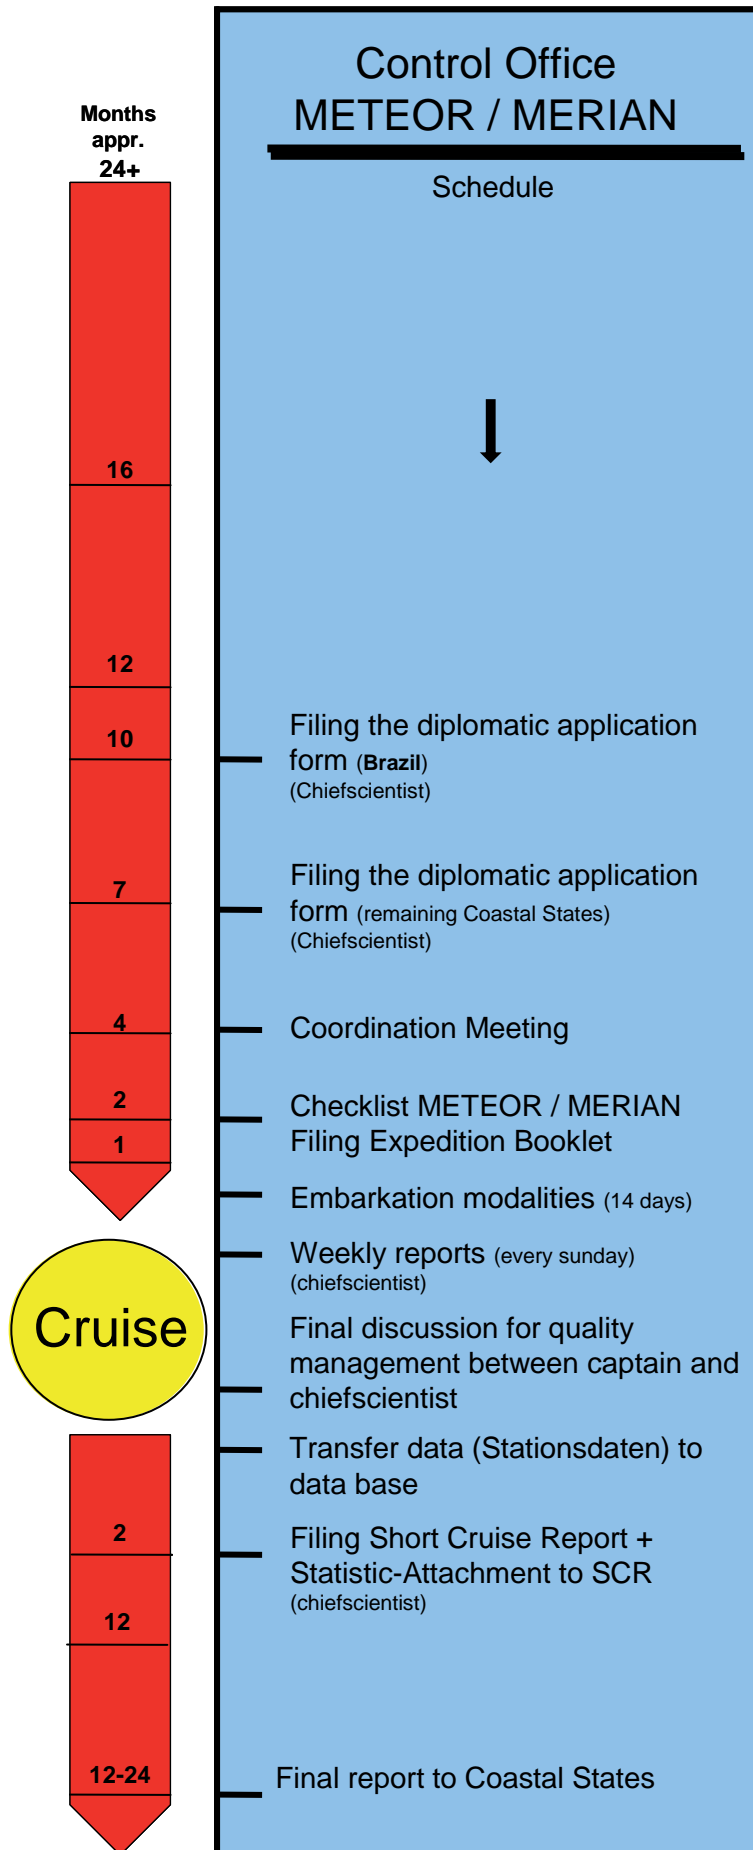 Control Office
METEOR / MERIAN
Months
appr.
24+
Schedule
16
12
10
Filing the diplomatic application
form (Brazil)
(Chiefscientist)
7
Filing the diplomatic application
form (remaining Coastal States)
(Chiefscientist)
4
Coordination Meeting
2
Checklist METEOR / MERIAN
Filing Expedition Booklet
1
Embarkation modalities (14 days)
Weekly reports (every sunday)
(chiefscientist)
Cruise
Final discussion for quality
management between captain and
chiefscientist
Transfer data (Stationsdaten) to
data base
2
Filing Short Cruise Report +
Statistic-Attachment to SCR
(chiefscientist)
12
12-24
Final report to Coastal States